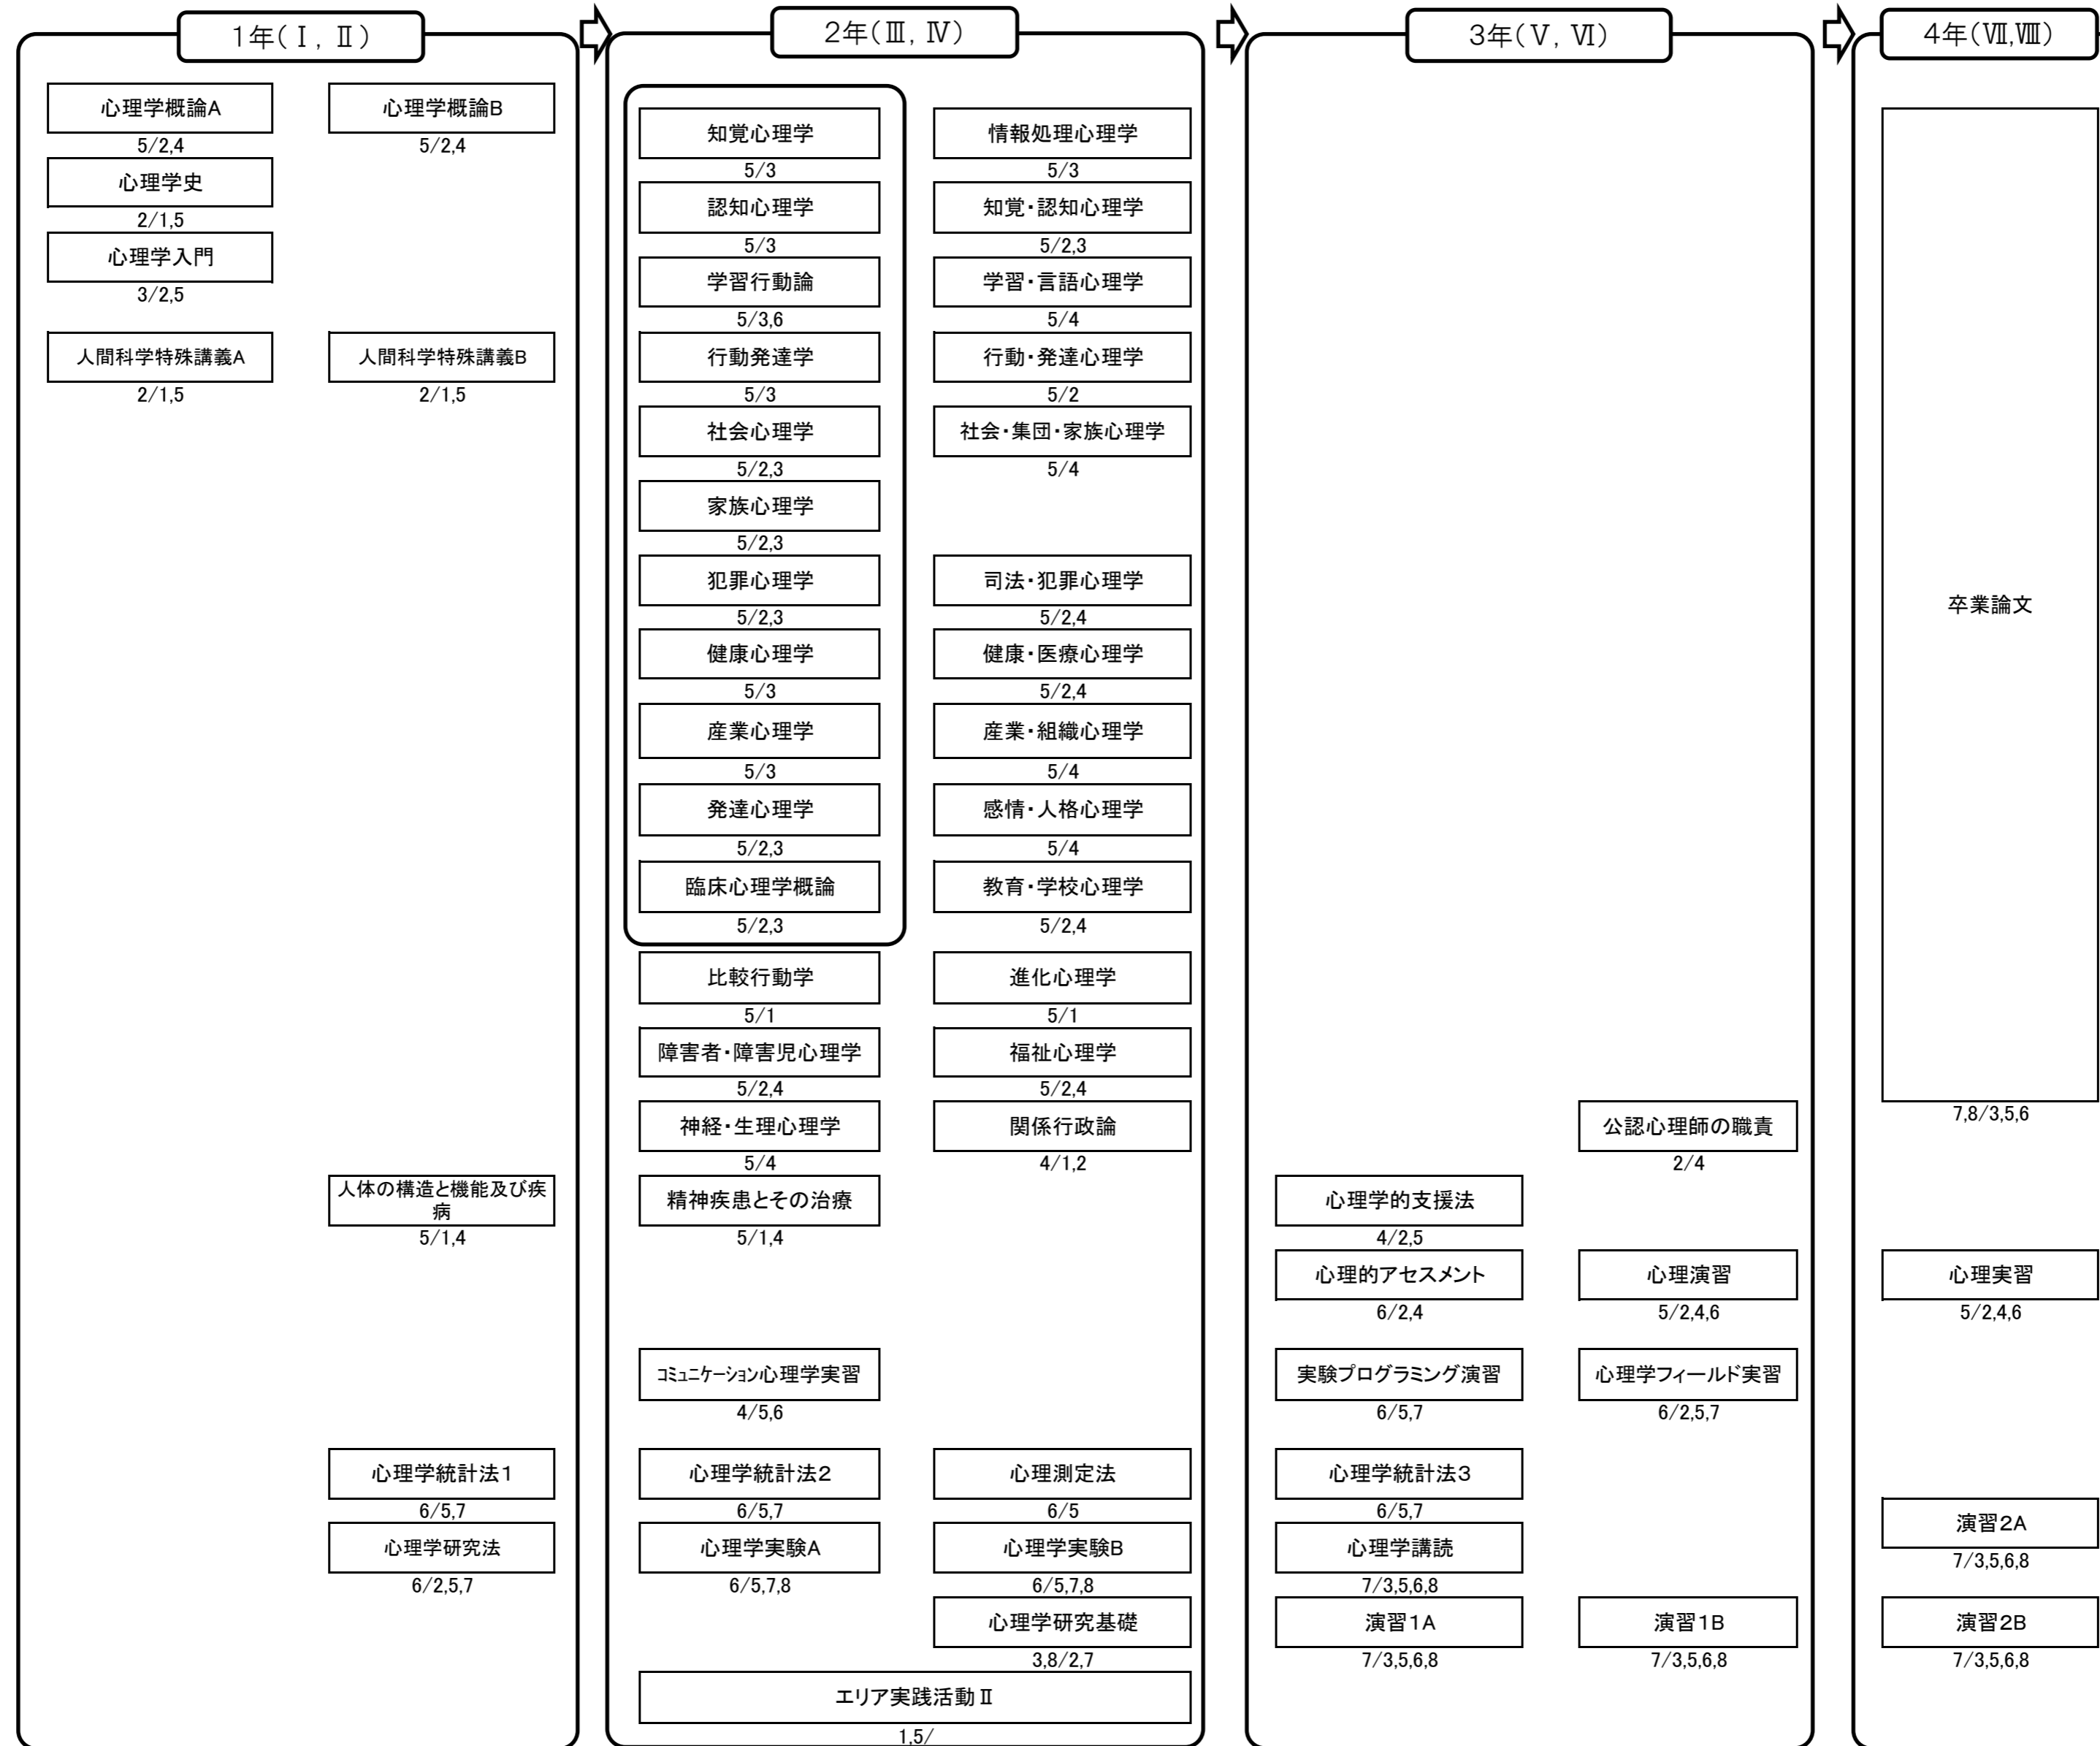 1年(Ⅰ, Ⅱ)
心理学概論A
5/2,4
心理学概論B
5/2,4
心理学史
2/1,5
心理学入門
3/2,5
人間科学特殊講義A
2/1,5
人間科学特殊講義B
2/1,5
人体の構造と機能及び疾
病
5/1,4
心理学統計法1
6/5,7
心理学研究法
6/2,5,7
2年(Ⅲ, Ⅳ)
知覚心理学
5/3
情報処理心理学
5/3
認知心理学
5/3
知覚・認知心理学
5/2,3
学習行動論
5/3,6
学習・言語心理学
5/4
行動発達学
5/3
行動・発達心理学
5/2
社会心理学
5/2,3
社会・集団・家族心理学
5/4
家族心理学
5/2,3
犯罪心理学
5/2,3
司法・犯罪心理学
5/2,4
健康心理学
5/3
健康・医療心理学
5/2,4
産業心理学
5/3
産業・組織心理学
5/4
発達心理学
5/2,3
感情・人格心理学
5/4
臨床心理学概論
5/2,3
教育・学校心理学
5/2,4
比較行動学
5/1
進化心理学
5/1
障害者・障害児心理学
5/2,4
福祉心理学
5/2,4
神経・生理心理学
5/4
関係行政論
4/1,2
精神疾患とその治療
5/1,4
コミュニケーション心理学実習
4/5,6
心理学統計法2
6/5,7
心理測定法
6/5
心理学実験A
6/5,7,8
心理学実験B
6/5,7,8
心理学研究基礎
3,8/2,7
エリア実践活動Ⅱ
1,5/
3年(Ⅴ, Ⅵ)
公認心理師の職責
2/4
心理学的支援法
4/2,5
心理的アセスメント
6/2,4
心理演習
5/2,4,6
実験プログラミング演習
6/5,7
心理学フィールド実習
6/2,5,7
心理学統計法3
6/5,7
心理学講読
7/3,5,6,8
演習1A
7/3,5,6,8
演習1B
7/3,5,6,8
4年(Ⅶ,Ⅷ)
卒業論文
7,8/3,5,6
心理実習
5/2,4,6
演習2A
7/3,5,6,8
演習2B
7/3,5,6,8